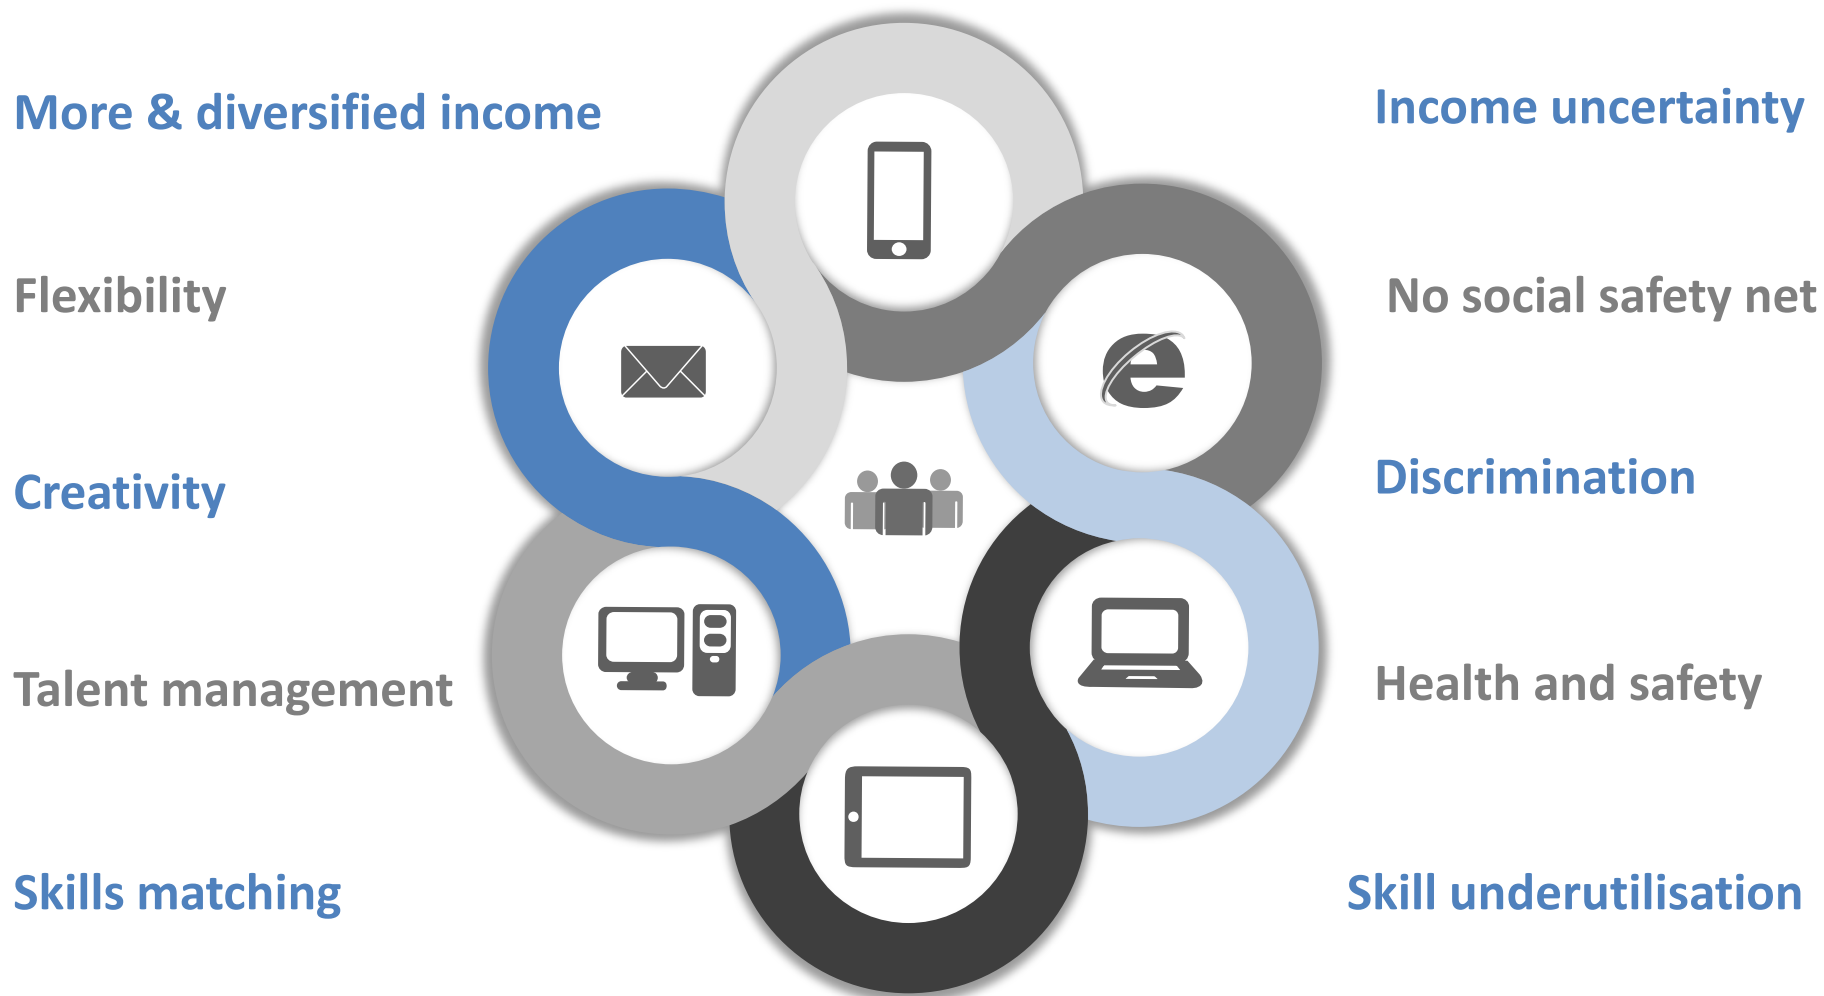 More & diversified income
Flexibility
Creativity
Talent management
Skills matching
Income uncertainty
No social safety net
Discrimination
Health and safety
Skill underutilisation